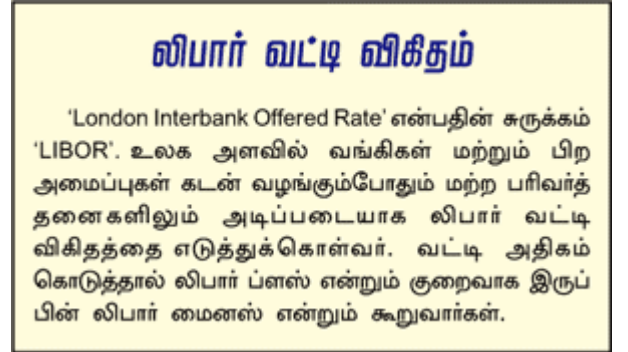 லிபார் வட்டி விகிதம்
'London Interbank Offered Rate' என்பதின் சுருக்கம்
'LIBOR'. உலக அளவில் வங்கிகள் மற்றும் பிற
அமைப்புகள் கடன் வழங்கும்போதும் மற்ற பரிவர்த்
தனைகளிலும் அடிப்படையாக லிபார் வட்டி
விகிதத்தை எடுத்துக்கொள்வர். வட்டி அதிகம்
கொடுத்தால் லிபார் ப்ளஸ் என்றும் குறைவாக இருப்
பின் லிபார் மைனஸ் என்றும் கூறுவார்கள்.